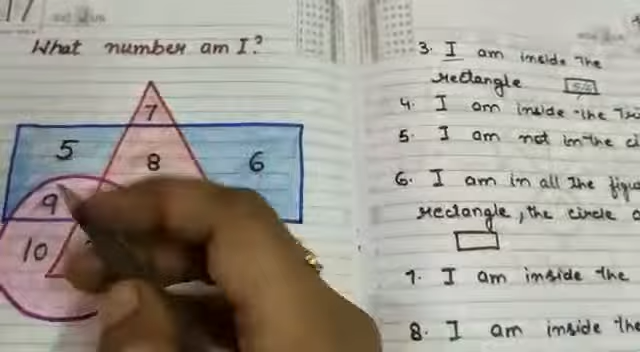 What number am I?
7
5
8
6
9
10
3. I am inside the
rectangle
4. I am inside the
5. I am not in the
6. I am in all the
rectangle, the circle
7. I am inside the
8. I am inside the